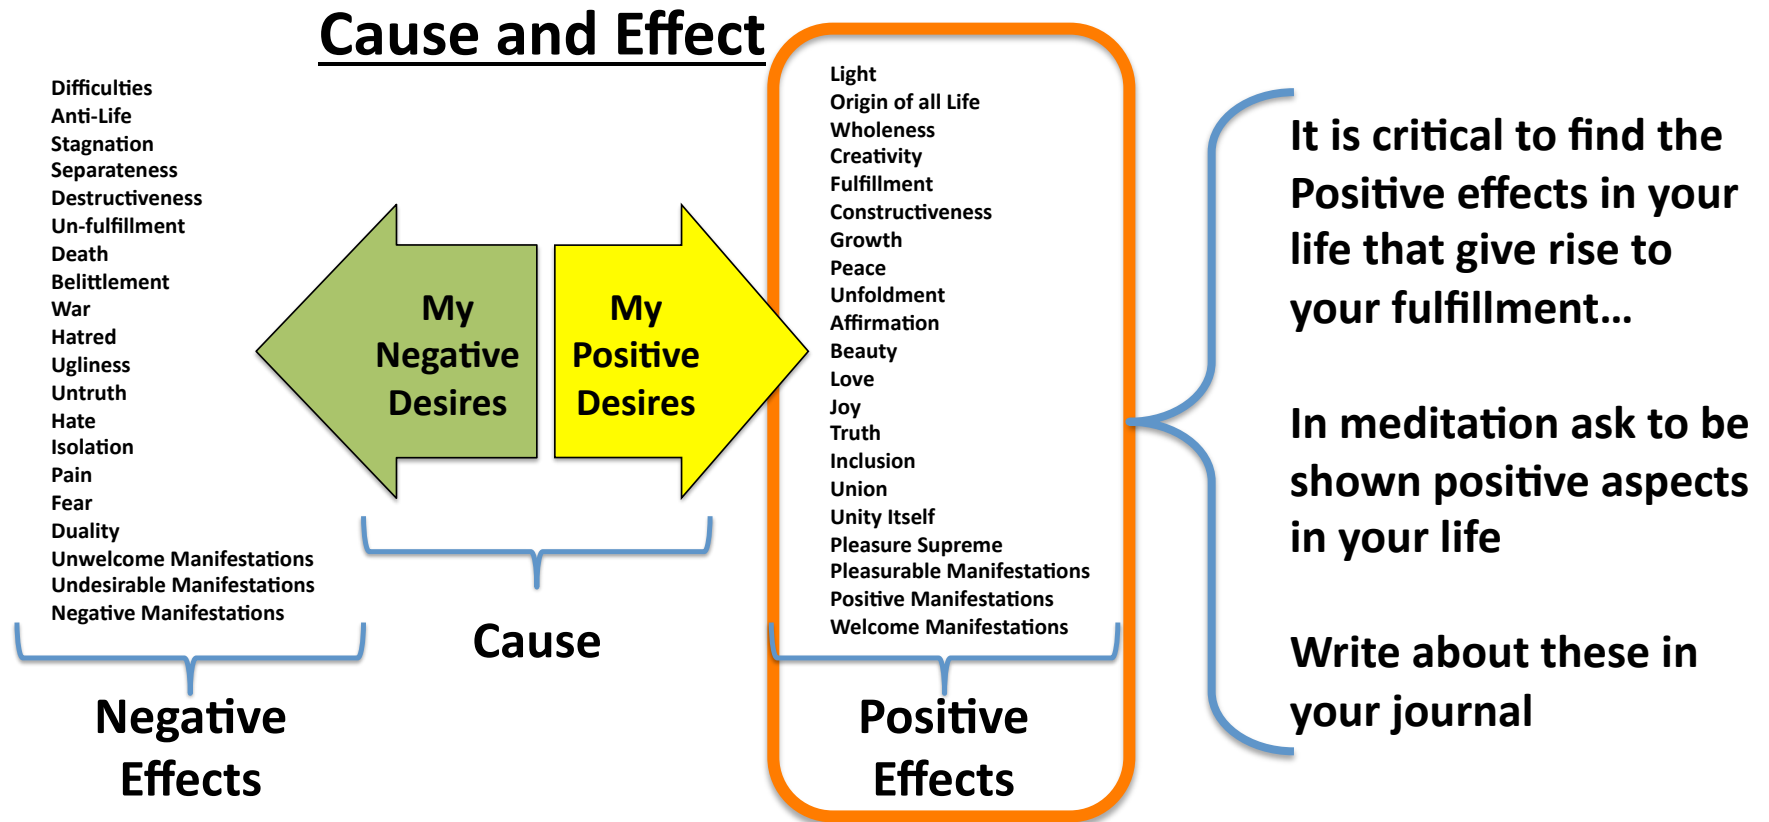 Cause and Effect
Difficulties
Anti-Life
Stagnation
Separateness
Destructiveness
Un-fulfillment
Death
Belittlement
War
Hatred
Ugliness
Untruth
Hate
Isolation
Pain
Fear
Duality
Unwelcome Manifestations
Undesirable Manifestations
Negative Manifestations
Negative
Effects
My
Negative
Desires
My
Positive
Desires
Cause
Light
Origin of all Life
Wholeness
Creativity
Fulfillment
Constructiveness
Growth
Peace
Unfoldment
Affirmation
Beauty
Love
Joy
Truth
Inclusion
Union
Unity Itself
Pleasure Supreme
Pleasurable Manifestations
Positive Manifestations
Welcome Manifestations
Positive
Effects
It is critical to find the
Positive effects in your
life that give rise to
your fulfillment…
In meditation ask to be
shown positive aspects
in your life
Write about these in
your journal